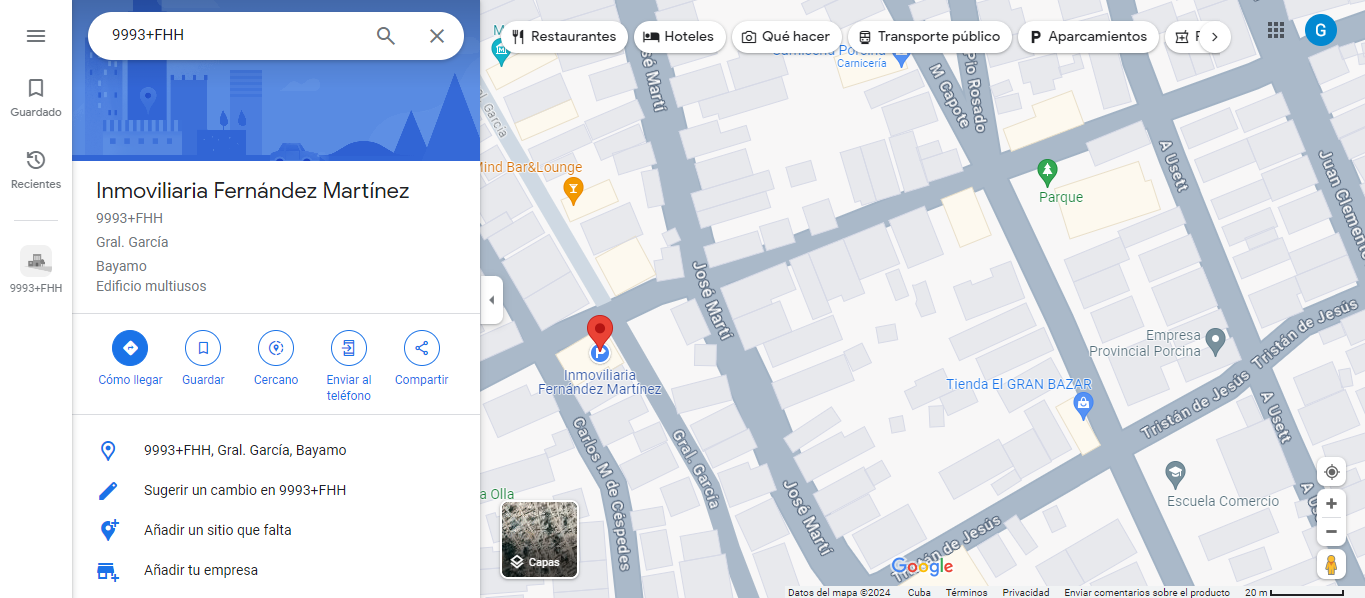 9993+FHH
Guardado
Recientes
9993+FHH
Inmoviliaria Fernández Martínez
9993+FHH
Gral. García
Bayamo
Edificio multiusos
Cómo llegar
Guardar
Cercano
Enviar al
teléfono
Compartir
9993+FHH, Gral. García, Bayamo
Sugerir un cambio en 9993+FHH
Añadir un sitio que falta
Añadir tu empresa
Restaurantes
Hoteles
Qué hacer
Transporte público
P Aparcamientos
G
Carnicería
José Martí
M Capote
Pío Rosado
A Usett
Juan Clemente
García
Mind Bar&Lounge
Parque
José Martí
Inmoviliaria
Fernández Martínez
Empresa
Provincial Porcina
Tristán de Jesús
Tienda El GRAN BAZAR
Tristán de Jesús
A Usett
Carlos M de Céspedes
Gral. García
José Martí
Escuela Comercio
a Olla
Tristán de Jesús
Capas
Google
Datos del mapa ©2024 Cuba Términos Privacidad Enviar comentarios sobre el producto 20 m